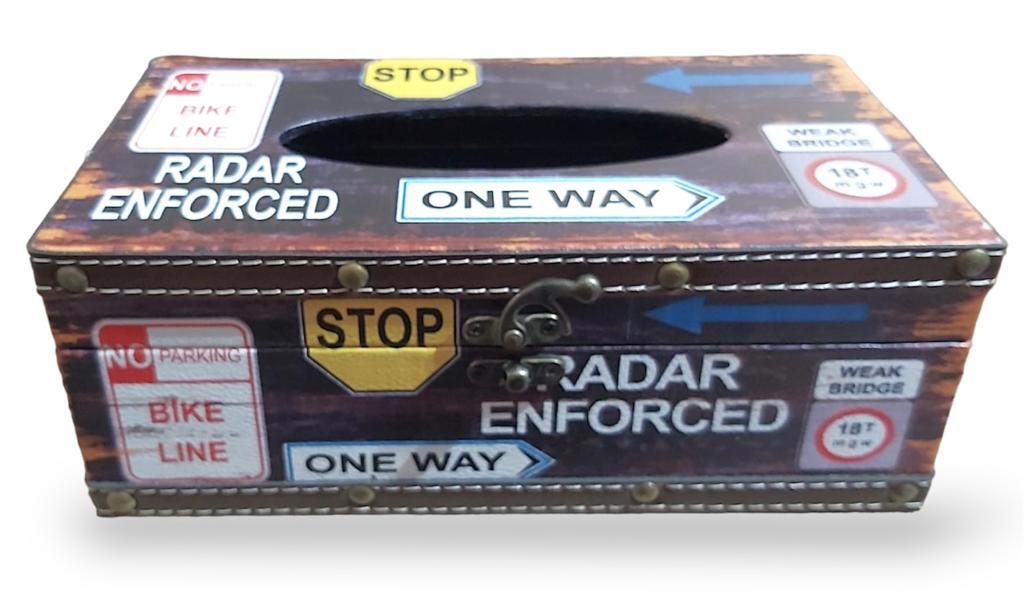 STOP
NO
BIKE
LINE
WEAK
BRIDGE
18T
m g w
RADAR
ENFORCED
ONE WAY
STOP
NO PARKING
BIKE
LINE
RADAR
ENFORCED
WEAK
BRIDGE
18T
m g w
ONE WAY